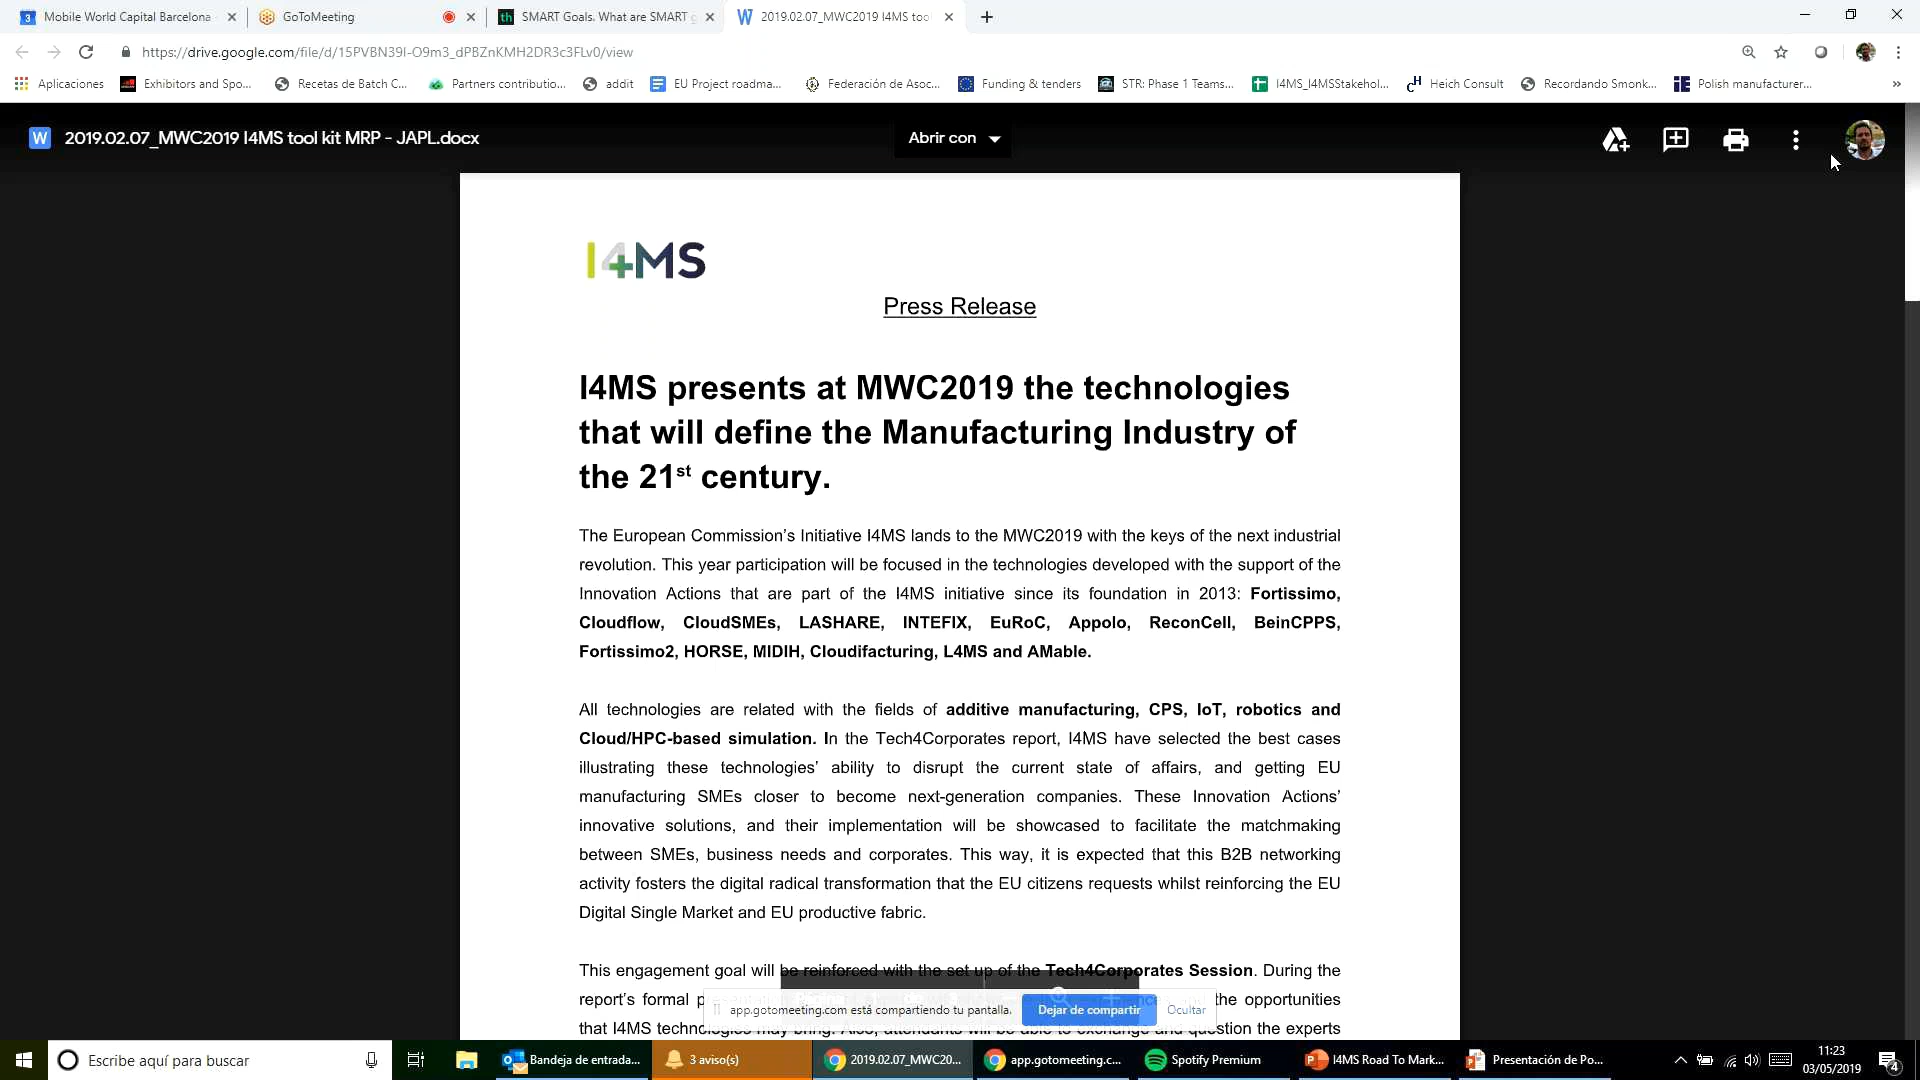 Mobile World Capital Barcelona
GoToMeeting
SMART Goals. What are SMART g
2019.02.07_MWC2019 I4MS too
https://drive.google.com/file/d/15PVBN39I-O9m3_dPBZnKMH2DR3c3FLv0/view
Aplicaciones
Exhibitors and Spo...
Recetas de Batch C...
Partners contributio...
addit
EU Project roadma...
Federación de Asoc...
Funding & tenders
STR: Phase 1 Teams...
I4MS_I4MSStakehol...
Heich Consult
Recordando Smonk...
Polish manufacturer...
»
W 2019.02.07_MWC2019 I4MS tool kit MRP - JAPL.docx
Abrir con
I4MS
Press Release
I4MS presents at MWC2019 the technologies
that will define the Manufacturing Industry of
the 21st century.
The European Commission's Initiative I4MS lands to the MWC2019 with the keys of the next industrial
revolution. This year participation will be focused in the technologies developed with the support of the
Innovation Actions that are part of the I4MS initiative since its foundation in 2013: Fortissimo,
Cloudflow, CloudSMEs, LASHARE, INTEFIX, EuRoC, Appolo, ReconCell, BeinCPPS,
Fortissimo2, HORSE, MIDIH, Cloudifacturing, L4MS and AMable.
All technologies are related with the fields of additive manufacturing, CPS, IoT, robotics and
Cloud/HPC-based simulation. In the Tech4Corporates report, I4MS have selected the best cases
illustrating these technologies' ability to disrupt the current state of affairs, and getting EU
manufacturing SMEs closer to become next-generation companies. These Innovation Actions'
innovative solutions, and their implementation will be showcased to facilitate the matchmaking
between SMEs, business needs and corporates. This way, it is expected that this B2B networking
activity fosters the digital radical transformation that the EU citizens requests whilst reinforcing the EU
Digital Single Market and EU productive fabric.
This engagement goal will be reinforced with the set up of the Tech4Corporates Session. During the
report's formal the opportunities
app.gotomeeting.com está compartiendo tu pantalla.
Dejar de compartir
Ocultar
that I4MS technologies may bring. Also, attendants will be able to exchange and question the experts
Escribe aquí para buscar
Bandeja de entrada...
3 aviso(s)
2019.02.07_MWC20...
app.gotomeeting.c...
Spotify Premium
I4MS Road To Mark...
Presentación de Po...
11:23
03/05/2019
4